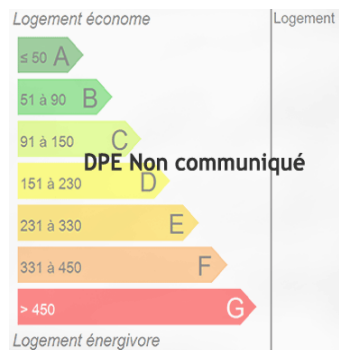 Logement économe
Logement
≤ 50 A
51 à 90 B
91 à 150 C
DPE Non communiqué
151 à 230 D
231 à 330 E
331 à 450 F
> 450 G
Logement énergivore